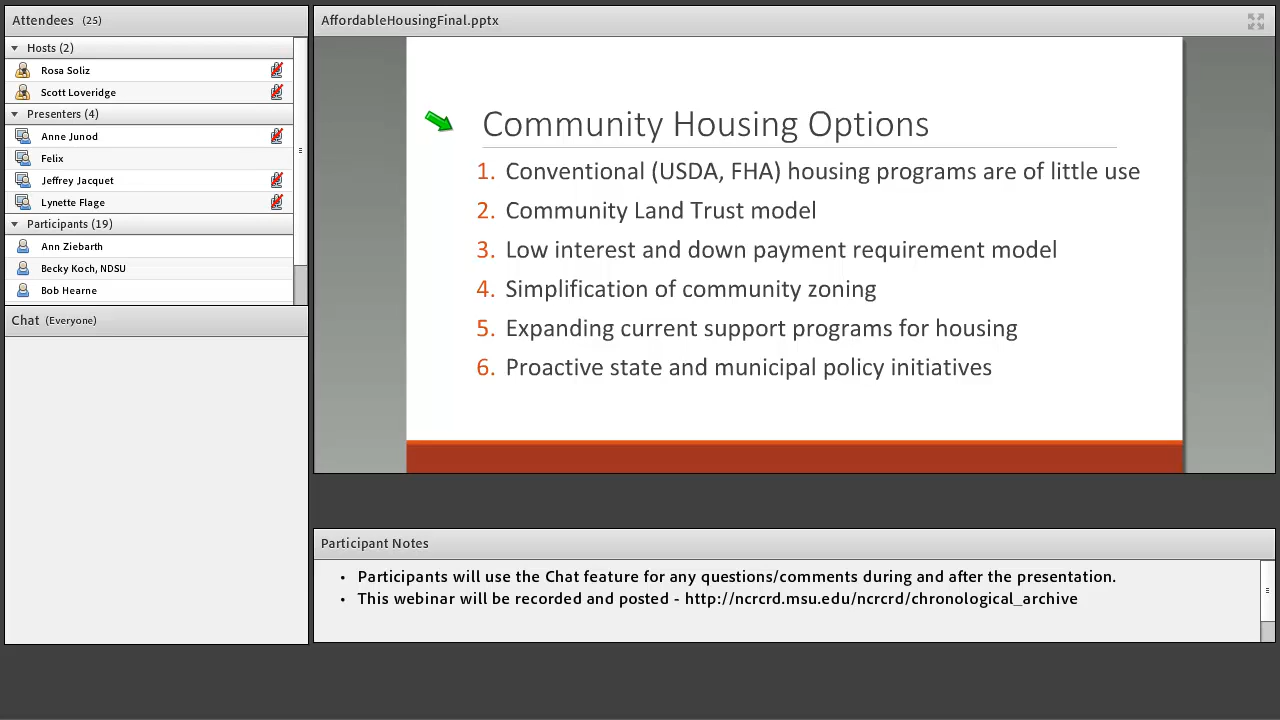 Attendees (25)
Hosts (2)
Rosa Soliz
Scott Loveridge
Presenters (4)
Anne Junod
Felix
Jeffrey Jacquet
Lynette Flage
Participants (19)
Ann Ziebarth
Becky Koch, NDSU
Bob Hearne
Chat (Everyone)
AffordableHousingFinal.pptx
Community Housing Options
1. Conventional (USDA, FHA) housing programs are of little use
2. Community Land Trust model
3. Low interest and down payment requirement model
4. Simplification of community zoning
5. Expanding current support programs for housing
6. Proactive state and municipal policy initiatives
Participant Notes
• Participants will use the Chat feature for any questions/comments during and after the presentation.
• This webinar will be recorded and posted - http://ncrcrd.msu.edu/ncrcrd/chronological_archive